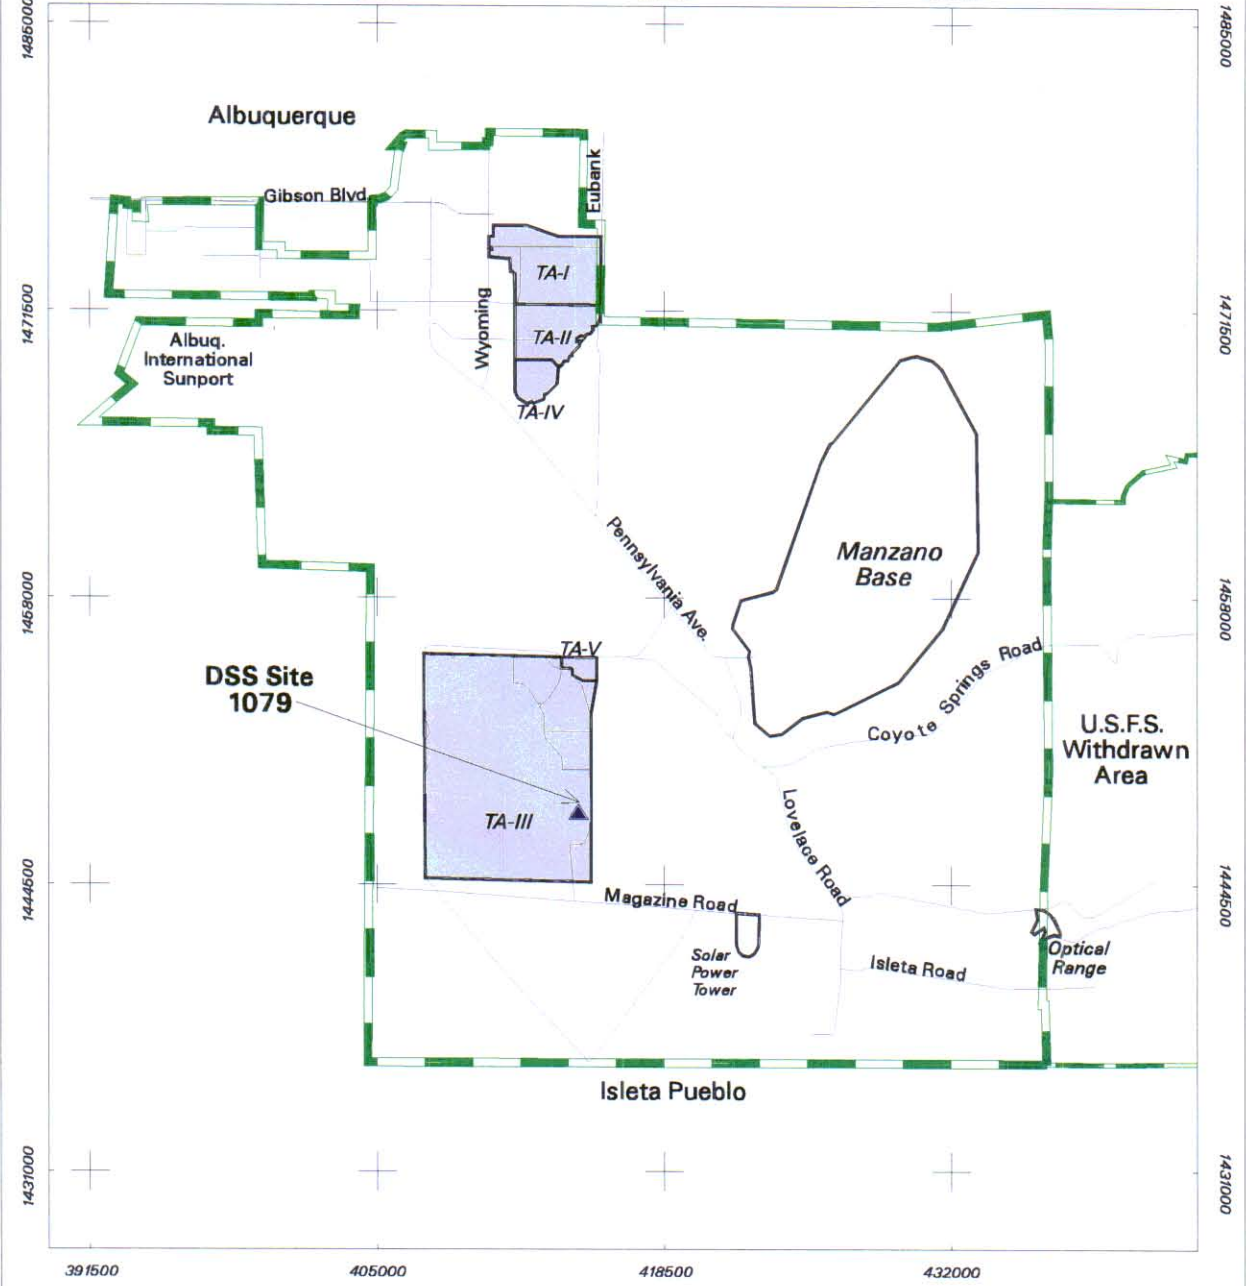 1485000
1485000
Albuquerque
Gibson Blvd.
Eubank
TA-I
1471500
1471500
Wyoming
TA-II
Albuq.
International
Sunport
TA-IV
Manzano
Base
Pennsylvania Ave.
1458000
1458000
TA-V
Coyote Springs Road
DSS Site
1079
U.S.F.S.
Withdrawn
Area
TA-III
Lovelace Road
1444500
1444500
Magazine Road
Solar
Power
Tower
Isleta Road
Optical
Range
Isleta Pueblo
1431000
1431000
391500
405000
418500
432000